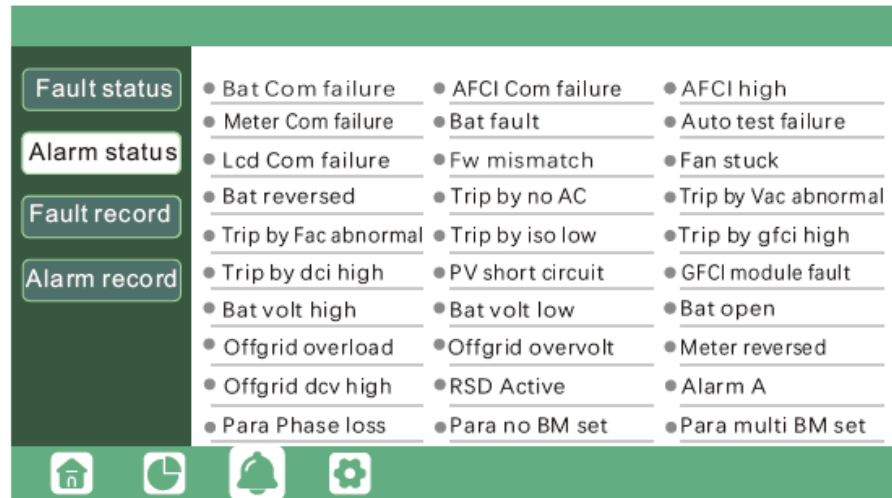 Fault status
Alarm status
Fault record
Alarm record
Bat Com failure AFCI Com failure AFCI high
Meter Com failure Bat fault Auto test failure
Lcd Com failure Fw mismatch Fan stuck
Bat reversed Trip by no AC Trip by Vac abnormal
Trip by Fac abnormal Trip by iso low Trip by gfci high
Trip by dci high PV short circuit GFCI module fault
Bat volt high Bat volt low Bat open
Offgrid overload Offgrid overvolt Meter reversed
Offgrid dcv high RSD Active Alarm A
Para Phase loss Para no BM set Para multi BM set